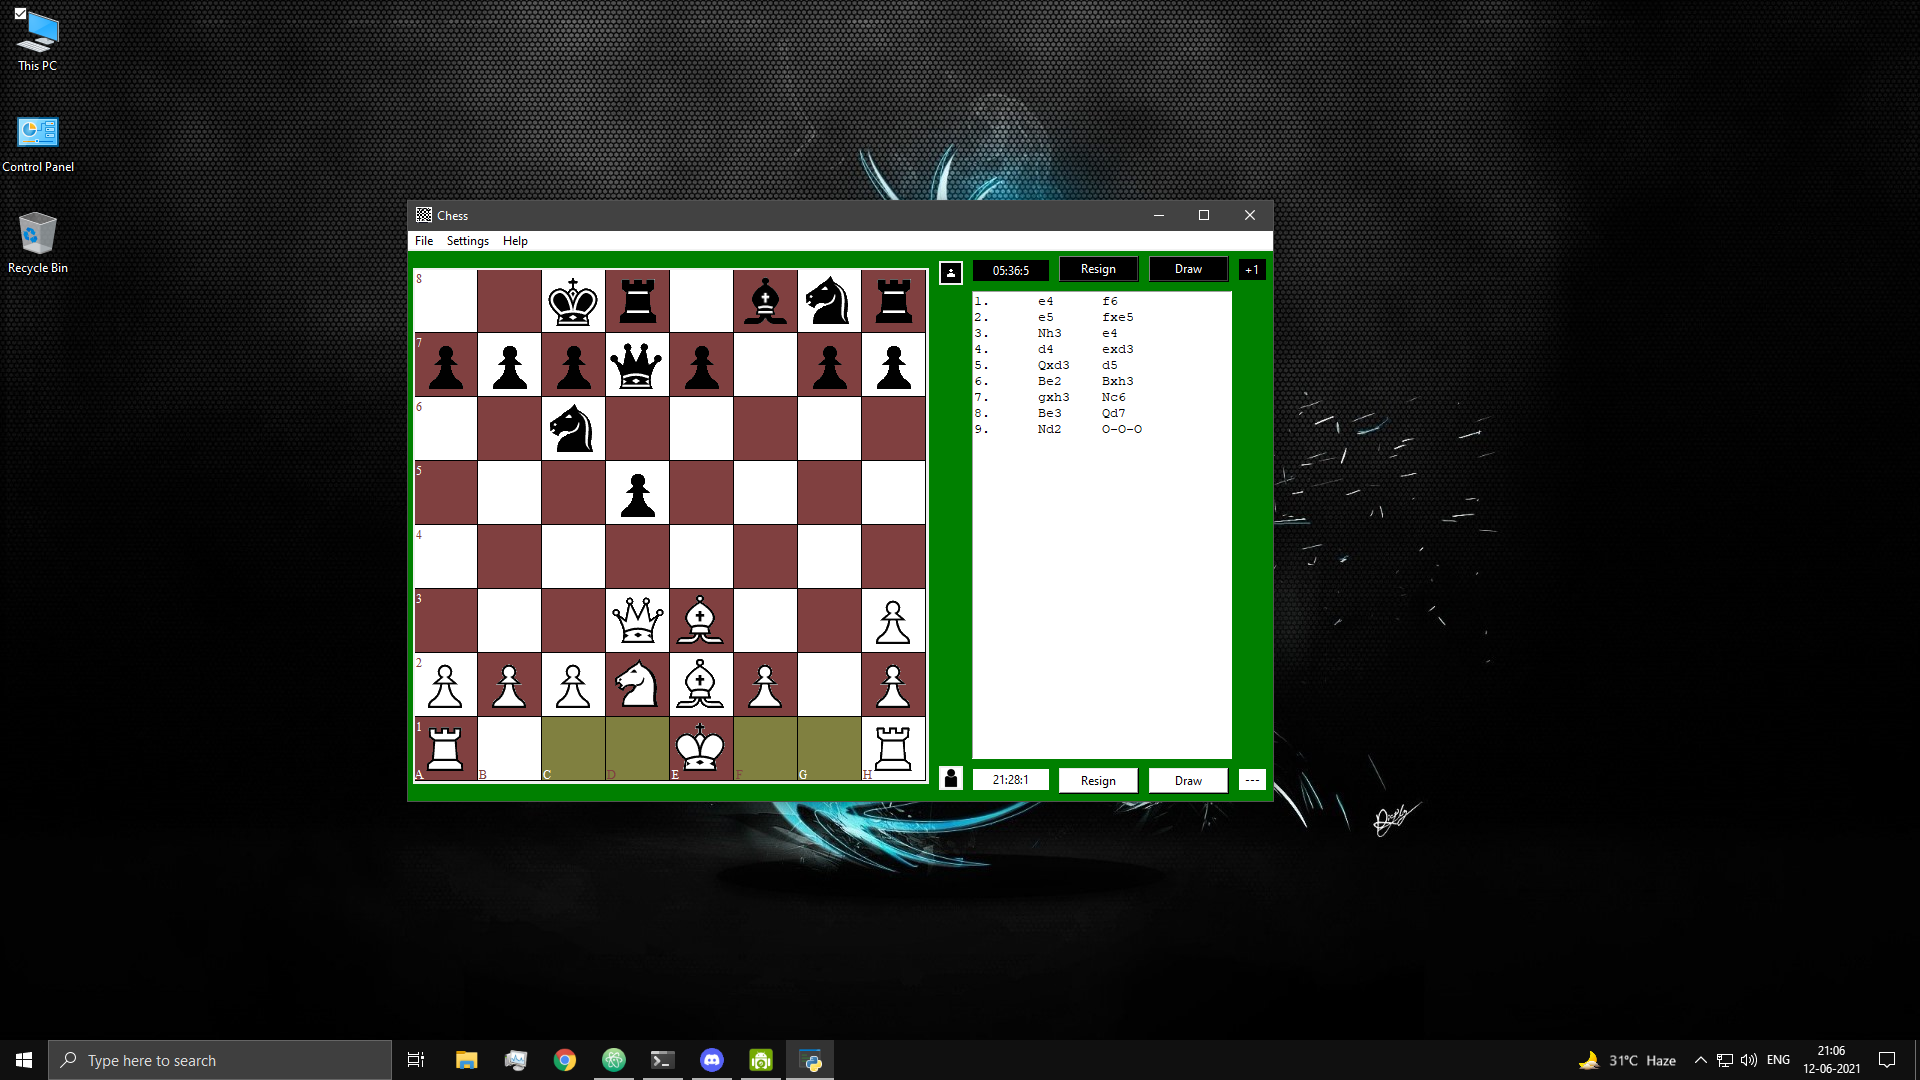 This PC
Control Panel
Recycle Bin
Chess
File Settings Help
05:36:5 Resign Draw +1
1. e4 f6
2. e5 fxe5
3. Nh3 e4
4. d4 exd3
5. Qxd3 d5
6. Be2 Bxh3
7. gxh3 Nc6
8. Be3 Qd7
9. Nd2 O-O-O
8
7
6
5
4
3
2
1
A B C D E F G H
21:28:1 Resign Draw ---
Type here to search
31°C Haze
ENG
21:06
12-06-2021